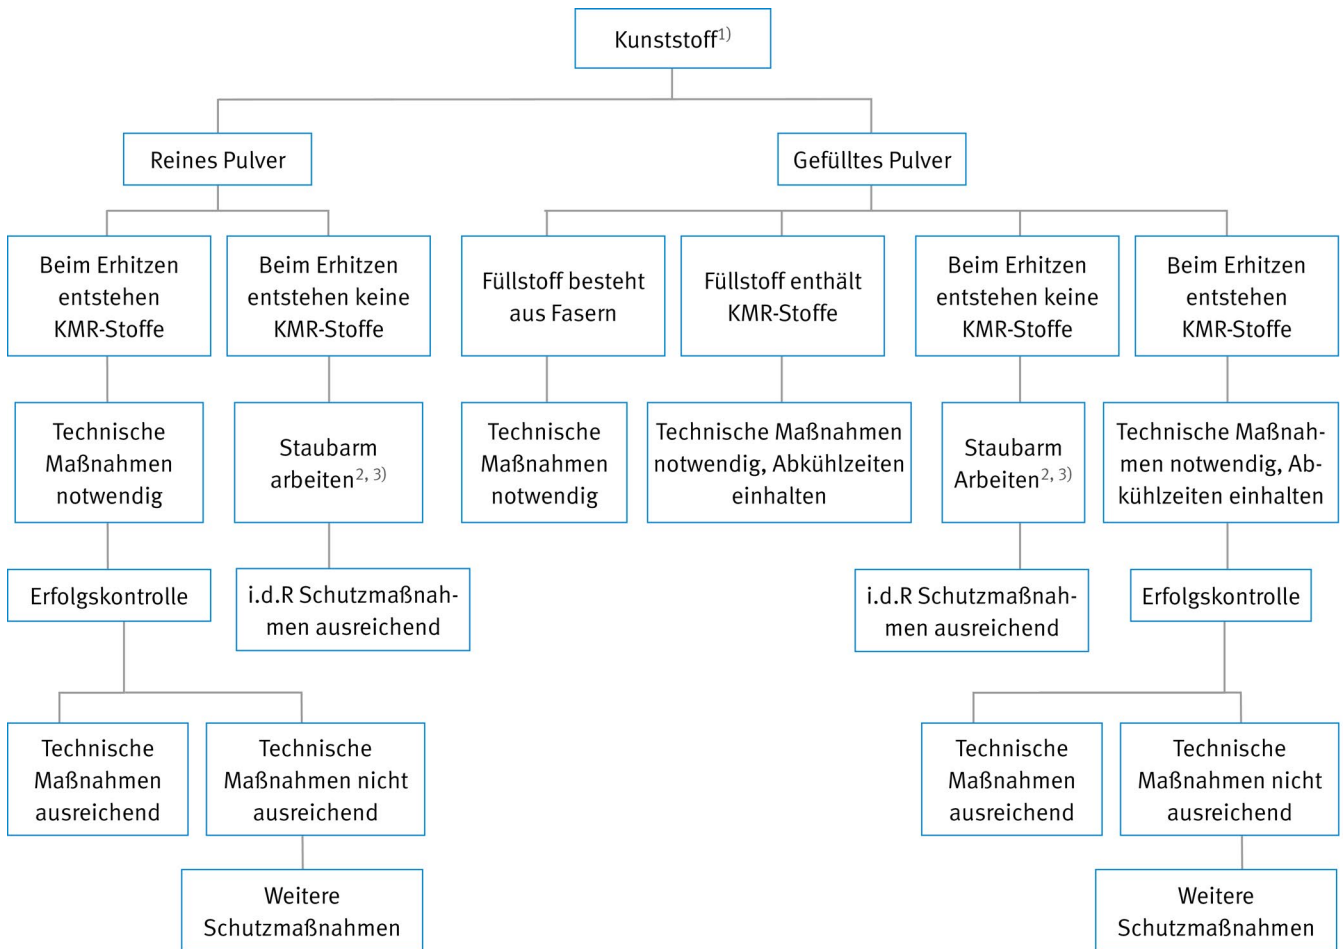 Kunststoff1)
Reines Pulver
Gefülltes Pulver
Beim Erhitzen
entstehen
KMR-Stoffe
Beim Erhitzen
entstehen keine
KMR-Stoffe
Füllstoff besteht
aus Fasern
Füllstoff enthält
KMR-Stoffe
Beim Erhitzen
entstehen keine
KMR-Stoffe
Beim Erhitzen
entstehen
KMR-Stoffe
Technische
Maßnahmen
notwendig
Staubarm
arbeiten2, 3)
Technische
Maßnahmen
notwendig
Technische Maßnahmen
notwendig, Abkühlzeiten
einhalten
Staubarm
Arbeiten2, 3)
Technische Maßnah-
men notwendig, Ab-
kühlzeiten einhalten
Erfolgskontrolle
i.d.R Schutzmaßnah-
men ausreichend
i.d.R Schutzmaßnah-
men ausreichend
Erfolgskontrolle
Technische
Maßnahmen
ausreichend
Technische
Maßnahmen nicht
ausreichend
Technische
Maßnahmen
ausreichend
Technische
Maßnahmen nicht
ausreichend
Weitere
Schutzmaßnahmen
Weitere
Schutzmaßnahmen